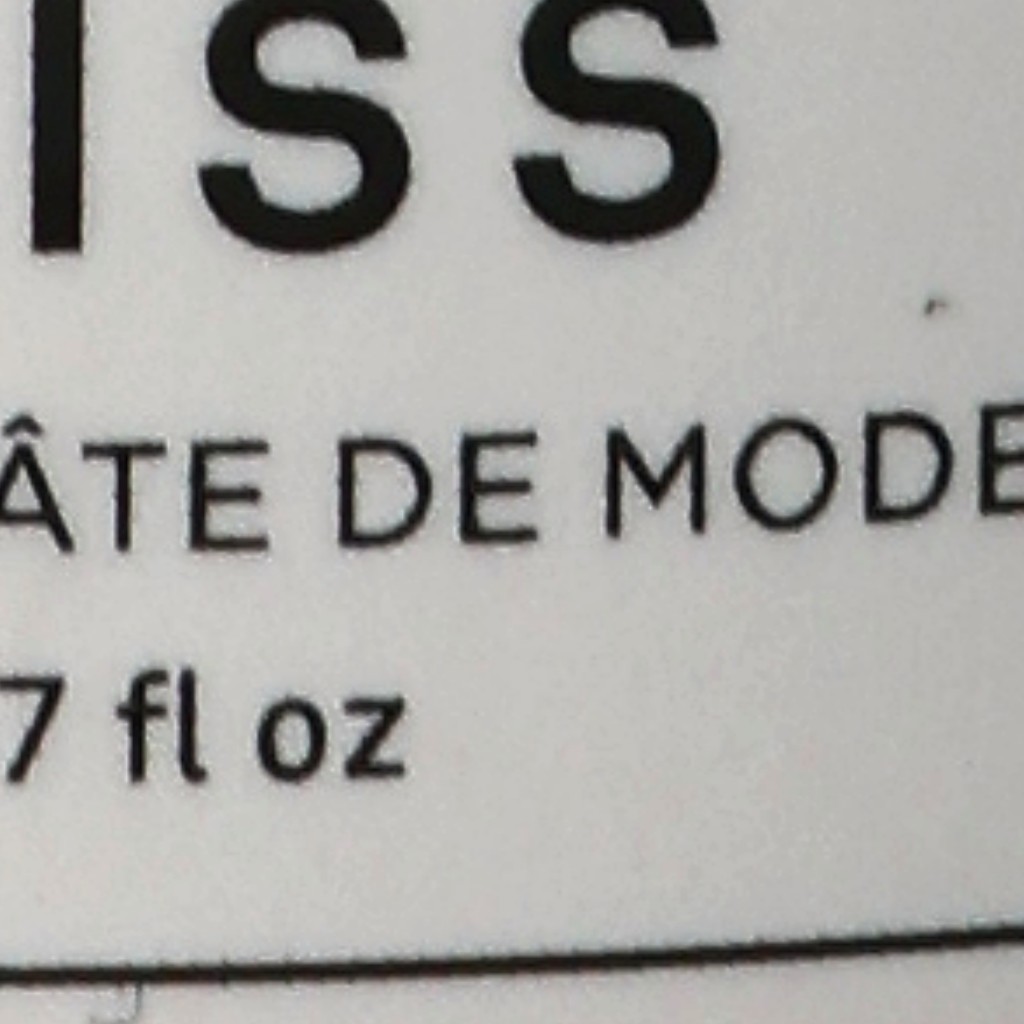 ISS
ÂTE DE MODE
7 fl oz